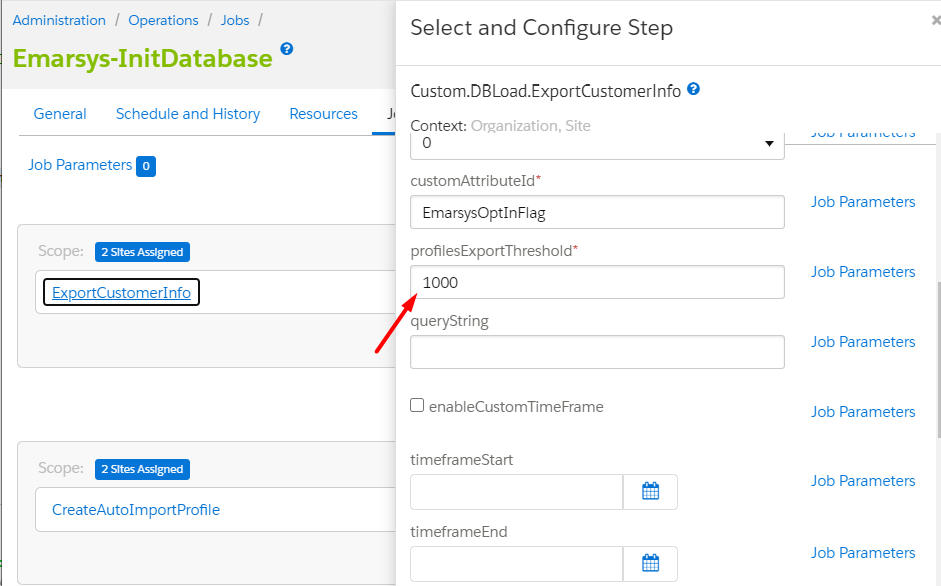 Administration / Operations / Jobs /
Emarsys-InitDatabase ?
General Schedule and History Resources
Job Parameters 0
Scope: 2 Sites Assigned
ExportCustomerInfo
Scope: 2 Sites Assigned
CreateAutoImportProfile
Select and Configure Step ×
Custom.DBLoad.ExportCustomerInfo ?
Context: Organization, Site
0 Job Parameters
customAttributeId*
EmarsysOptInFlag Job Parameters
profilesExportThreshold*
1000 Job Parameters
queryString
Job Parameters
enableCustomTimeFrame Job Parameters
timeframeStart
Job Parameters
timeframeEnd
Job Parameters